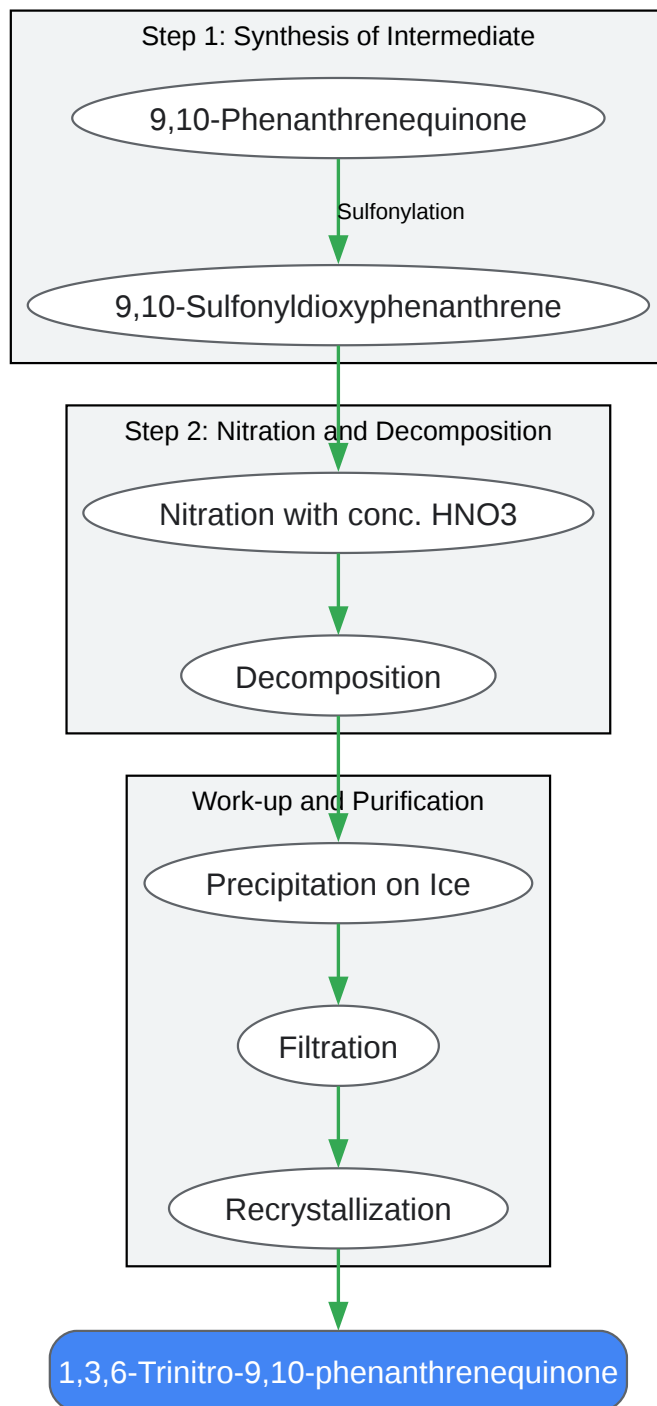 Step 1: Synthesis of Intermediate
9,10-Phenanthrenequinone
Sulfonylation
9,10-Sulfonyldioxyphenanthrene
Step 2: Nitration and Decomposition
Nitration with conc. HNO3
Decomposition
Work-up and Purification
Precipitation on Ice
Filtration
Recrystallization
1,3,6-Trinitro-9,10-phenanthrenequinone